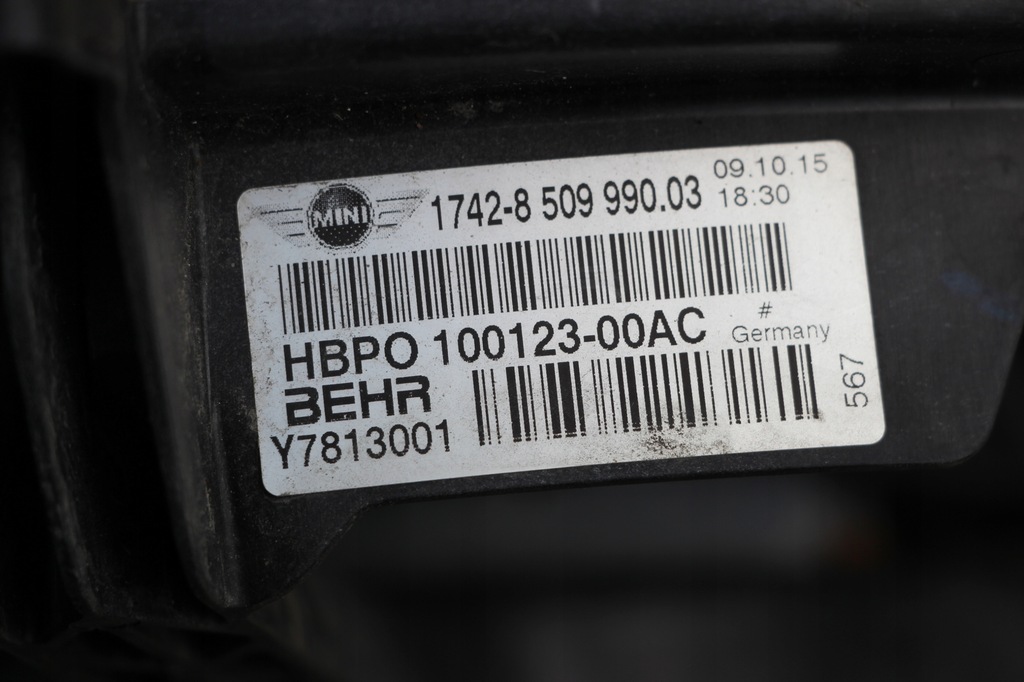 MINI 1742-8 509 990.03 09.10.15
18:30
HBPO 100123-00AC #
Germany
BEHR
Y7813001
567